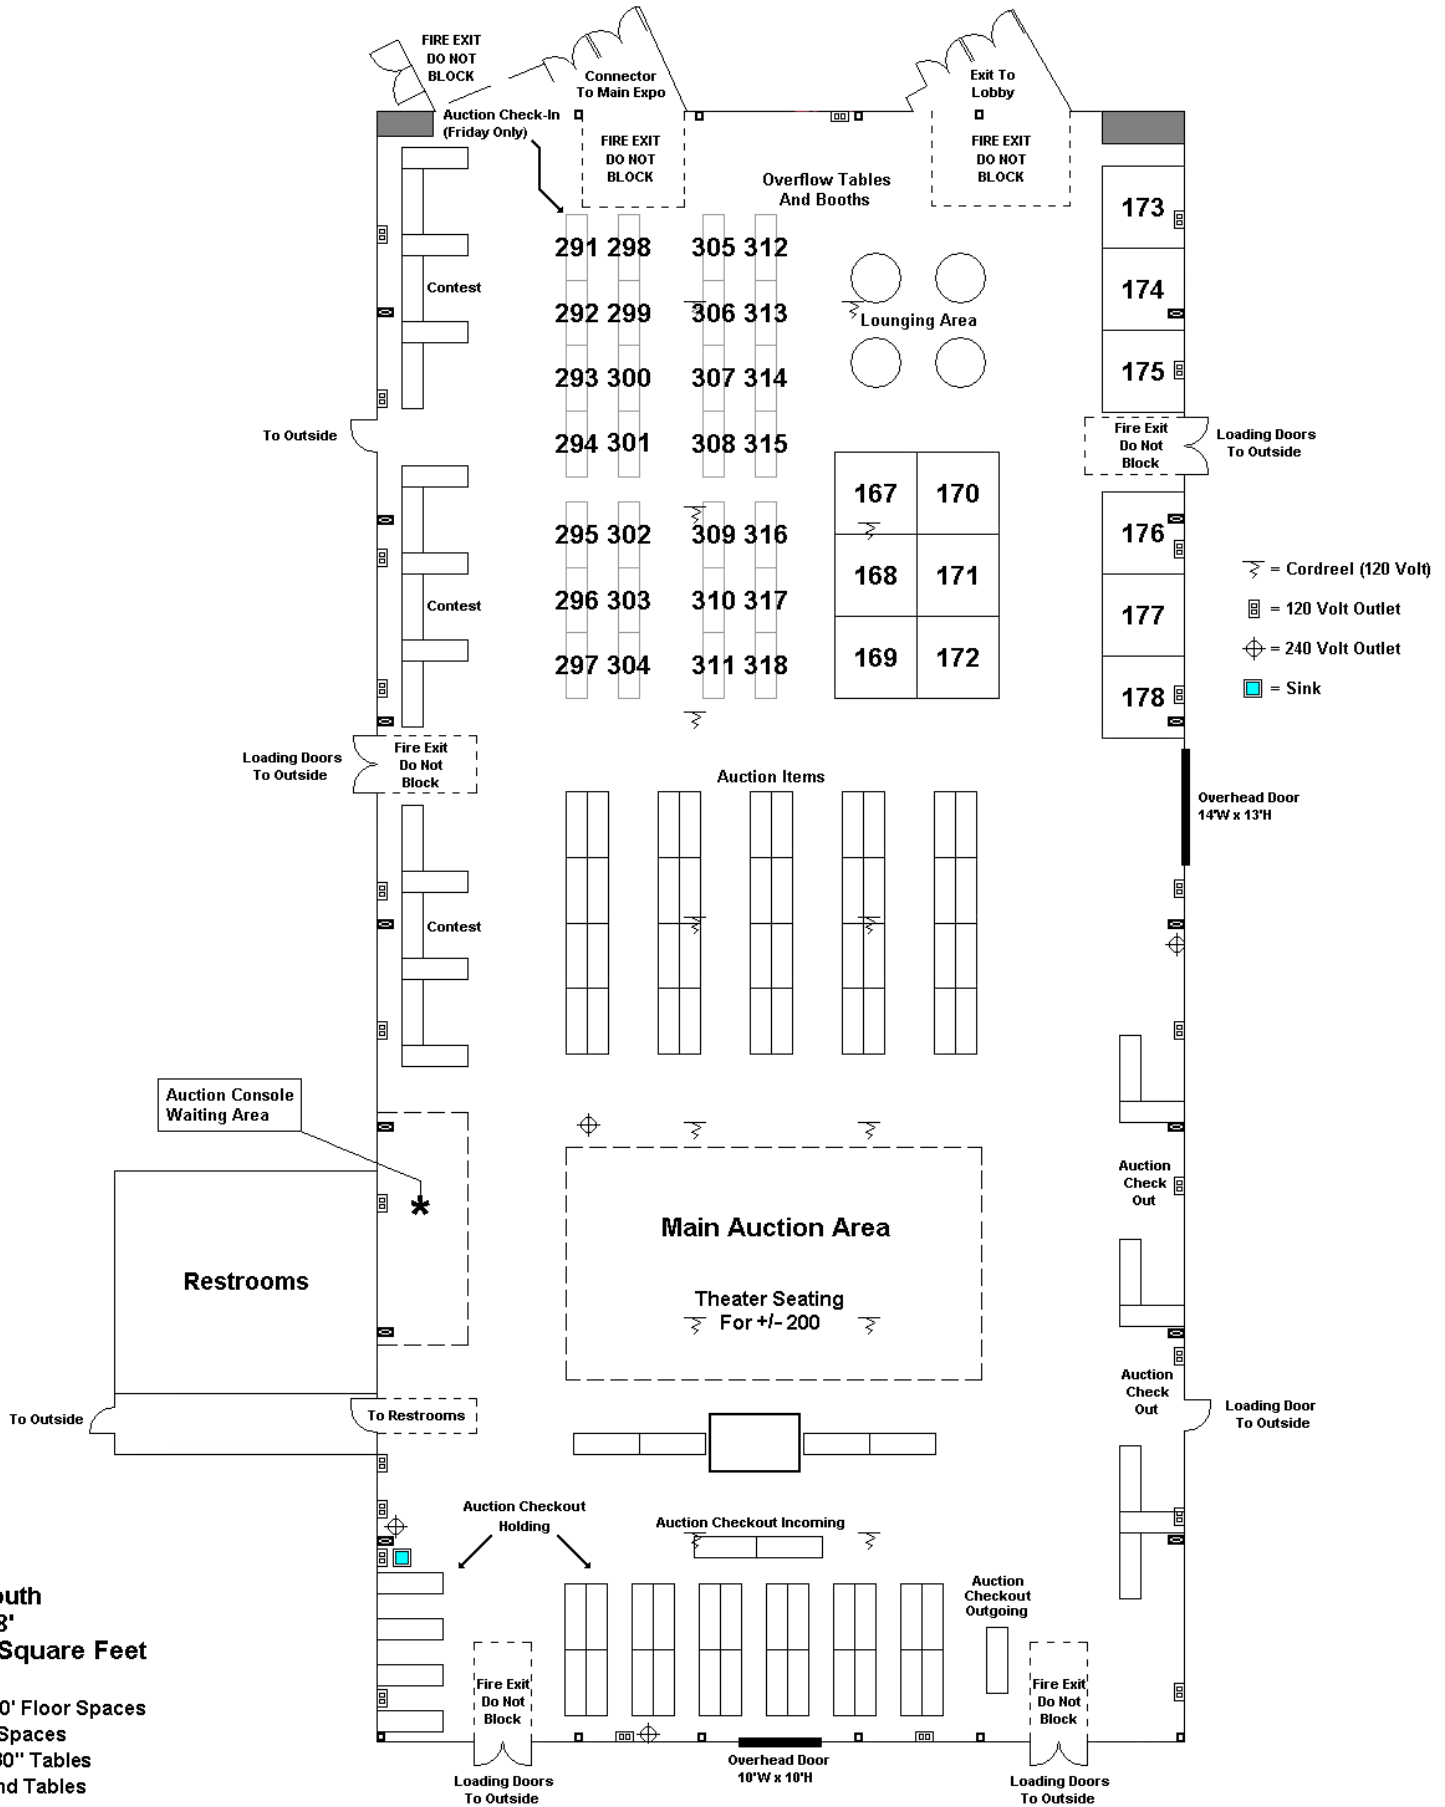 FIRE EXIT
DO NOT
BLOCK
Connector
To Main Expo
Exit To
Lobby
Auction Check-In
(Friday Only)
FIRE EXIT
DO NOT
BLOCK
FIRE EXIT
DO NOT
BLOCK
Overflow Tables
And Booths
173
174
175
291 298 305 312
292 299 306 313
293 300 307 314
294 301 308 315
295 302 309 316
296 303 310 317
297 304 311 318
Contest
Lounging Area
To Outside
Fire Exit
Do Not
Block
Loading Doors
To Outside
167 170
168 171
169 172
176
177
178
Contest
= Cordreel (120 Volt)
= 120 Volt Outlet
= 240 Volt Outlet
= Sink
Loading Doors
To Outside
Fire Exit
Do Not
Block
Auction Items
Overhead Door
14'W x 13'H
Contest
Auction Console
Waiting Area
*
Restrooms
Main Auction Area
Theater Seating
For +/- 200
Auction
Check
Out
Auction
Check
Out
To Outside
To Restrooms
Loading Door
To Outside
Auction Checkout
Holding
Auction Checkout Incoming
Auction
Checkout
Outgoing
Square Feet
0' Floor Spaces
Spaces
Tables
Tables
Fire Exit
Do Not
Block
Fire Exit
Do Not
Block
Overhead Door
10'W x 10'H
Loading Doors
To Outside
Loading Doors
To Outside